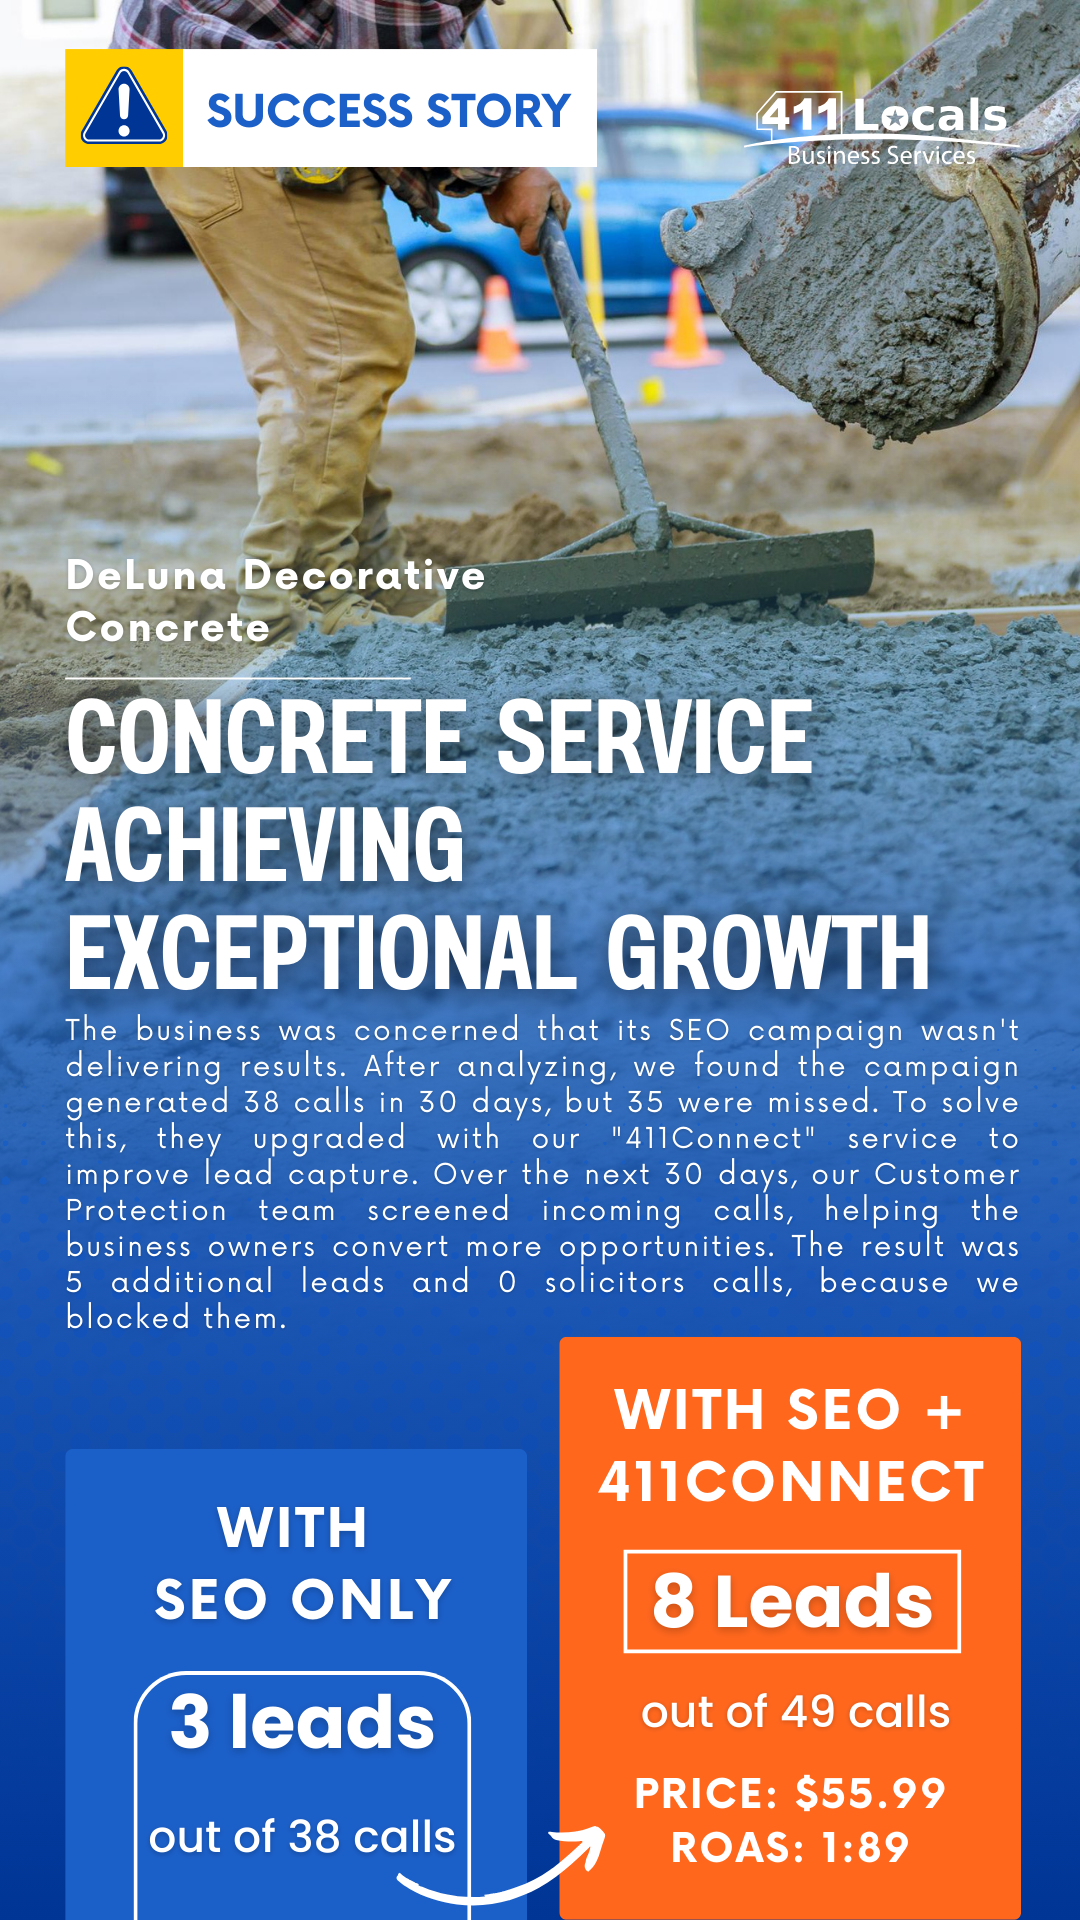 SUCCESS STORY
411 Locals
Business Services
DeLuna Decorative
Concrete
CONCRETE SERVICE
ACHIEVING
EXCEPTIONAL GROWTH
The business was concerned that its SEO campaign wasn't
delivering results. After analyzing, we found the campaign
generated 38 calls in 30 days, but 35 were missed. To solve
this, they upgraded with our "411Connect" service to
improve lead capture. Over the next 30 days, our Customer
Protection team screened incoming calls, helping the
business owners convert more opportunities. The result was
5 additional leads and 0 solicitors calls, because we
blocked them.
WITH
SEO ONLY
3 leads
out of 38 calls
WITH SEO +
411CONNECT
8 Leads
out of 49 calls
PRICE: $55.99
ROAS: 1:89